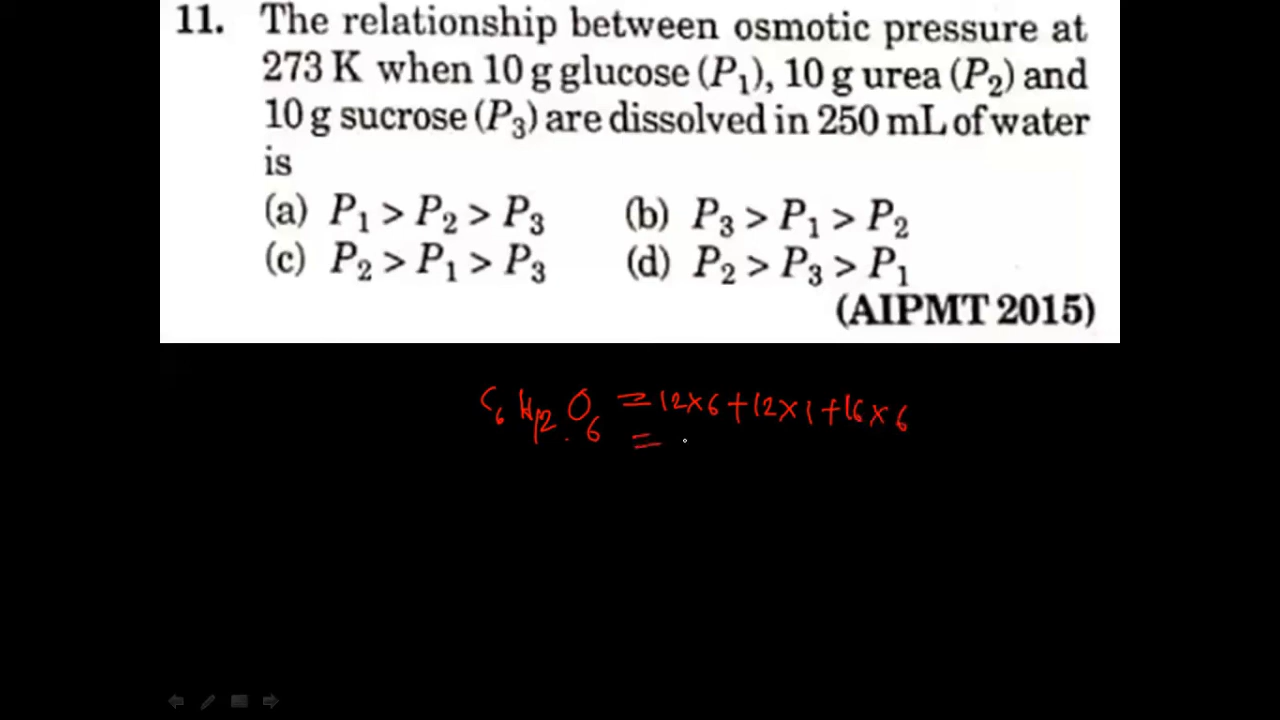 11. The relationship between osmotic pressure at
273 K when 10 g glucose (P₁), 10 g urea (P₂) and
10 g sucrose (P₃) are dissolved in 250 mL of water
is
(a) P₁ > P₂ > P₃ (b) P₃ > P₁ > P₂
(c) P₂ > P₁ > P₃ (d) P₂ > P₃ > P₁
(AIPMT 2015)
C₆H₁₂O₆ = 12×6+12×1+16×6
=